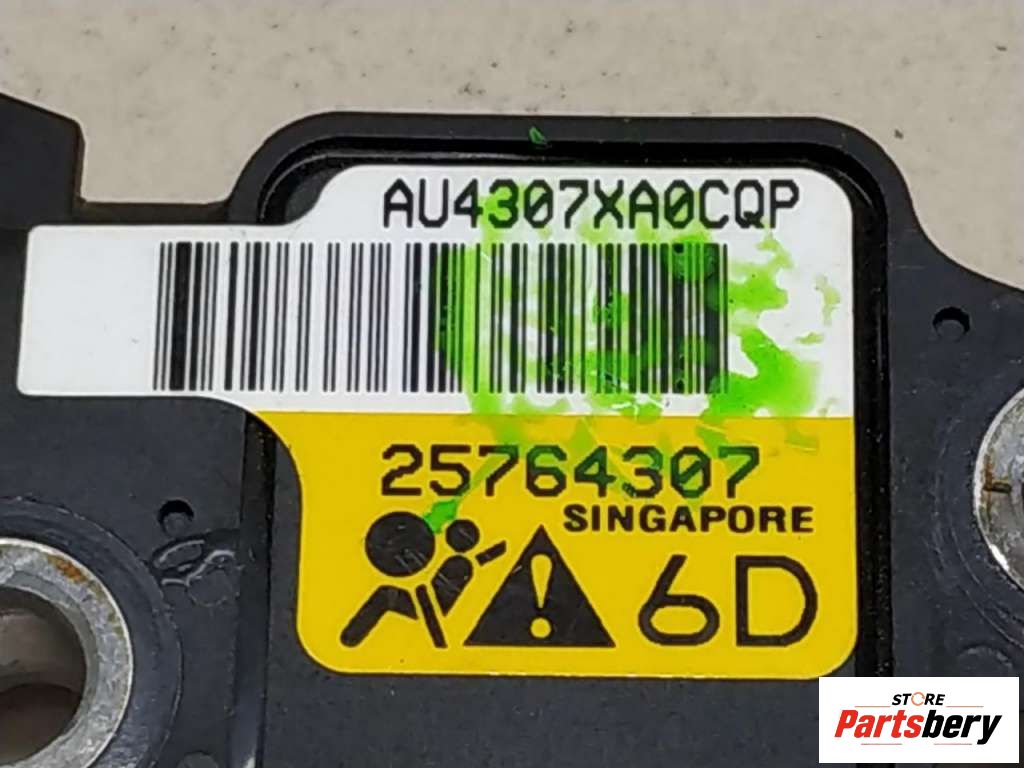 AU4307XA0CQP
25764307
SINGAPORE
6D
STORE
Partsbery